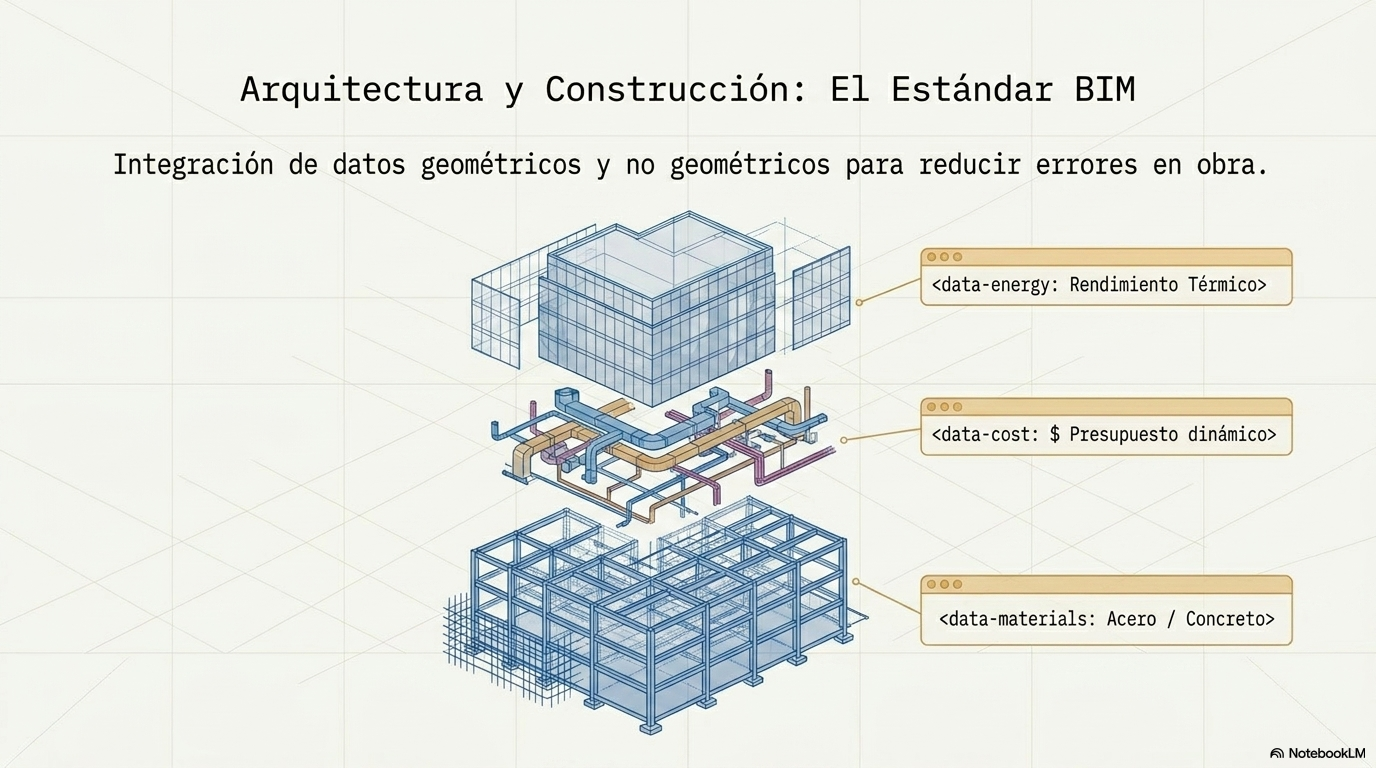 Arquitectura y Construcción: El Estándar BIM
Integración de datos geométricos y no geométricos para reducir errores en obra.
<data-energy: Rendimiento Térmico>
<data-cost: $ Presupuesto dinámico>
<data-materials: Acero / Concreto>
NotebookLM